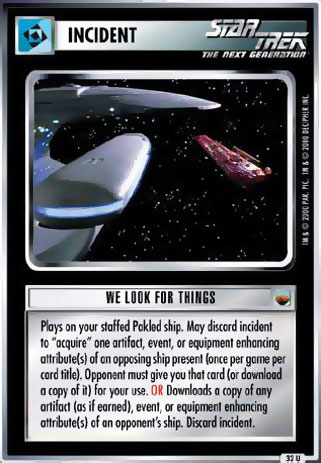 INCIDENT
STAR TREK
THE NEXT GENERATION
TM & © 2000 PAR. PIC. TM & © 2000 DECIPHER INC.
WE LOOK FOR THINGS
Plays on your staffed Pakled ship. May discard incident
to "acquire" one artifact, event, or equipment enhancing
attribute(s) of an opposing ship present (once per game per
card title). Opponent must give you that card (or download
a copy of it) for your use. OR Downloads a copy of any
artifact (as if earned), event, or equipment enhancing
attribute(s) of an opponent's ship. Discard incident.
32 U